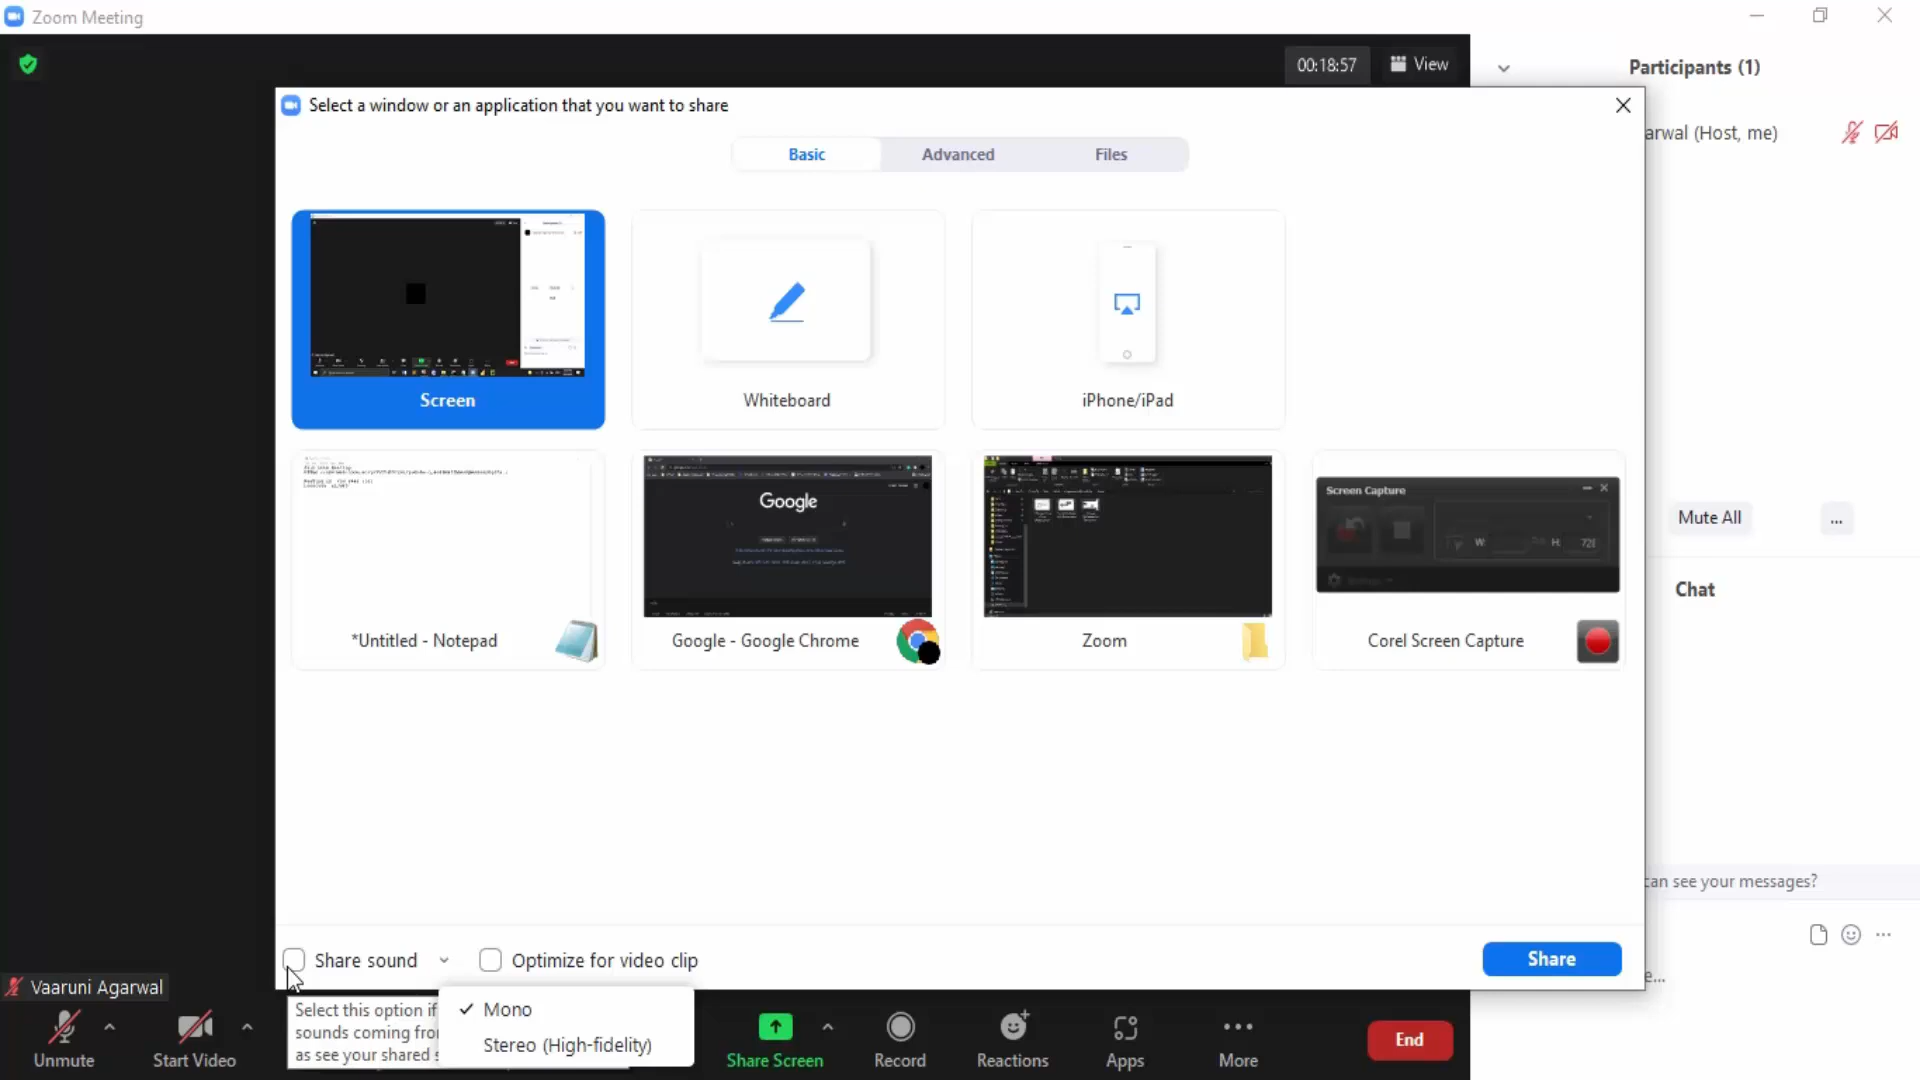 Zoom Meeting
00:18:57
View
Participants (1)
Select a window or an application that you want to share
arwal (Host, me)
Basic
Advanced
Files
Screen
Whiteboard
iPhone/iPad
Google
Screen Capture
W:
H:
728
Mute All
...
*Untitled - Notepad
Google - Google Chrome
Zoom
Corel Screen Capture
Chat
can see your messages?
Share sound
Optimize for video clip
Share
e...
Vaaruni Agarwal
Select this option if
sounds coming fro
as see your shared s
Mono
Stereo (High-fidelity)
Unmute
Start Video
Share Screen
Record
Reactions
Apps
More
End